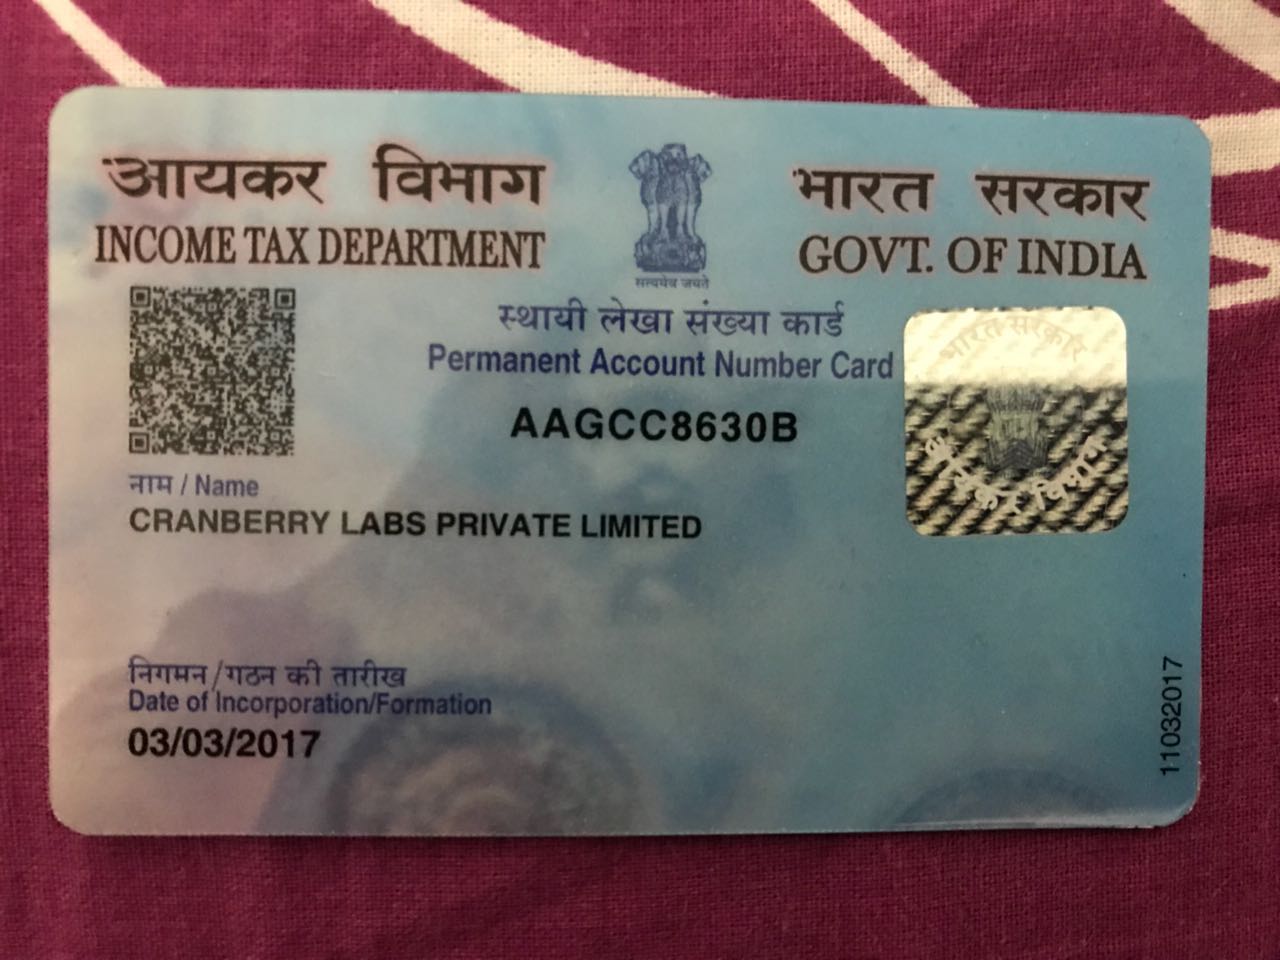 आयकर विभाग
INCOME TAX DEPARTMENT
भारत सरकार
GOVT. OF INDIA
सत्यमेव जयते
स्थायी लेखा संख्या कार्ड
Permanent Account Number Card
AAGCC8630B
भारत सरकार
आयकर विभाग
नाम / Name
CRANBERRY LABS PRIVATE LIMITED
निगमन/गठन की तारीख
Date of Incorporation/Formation
03/03/2017
11032017